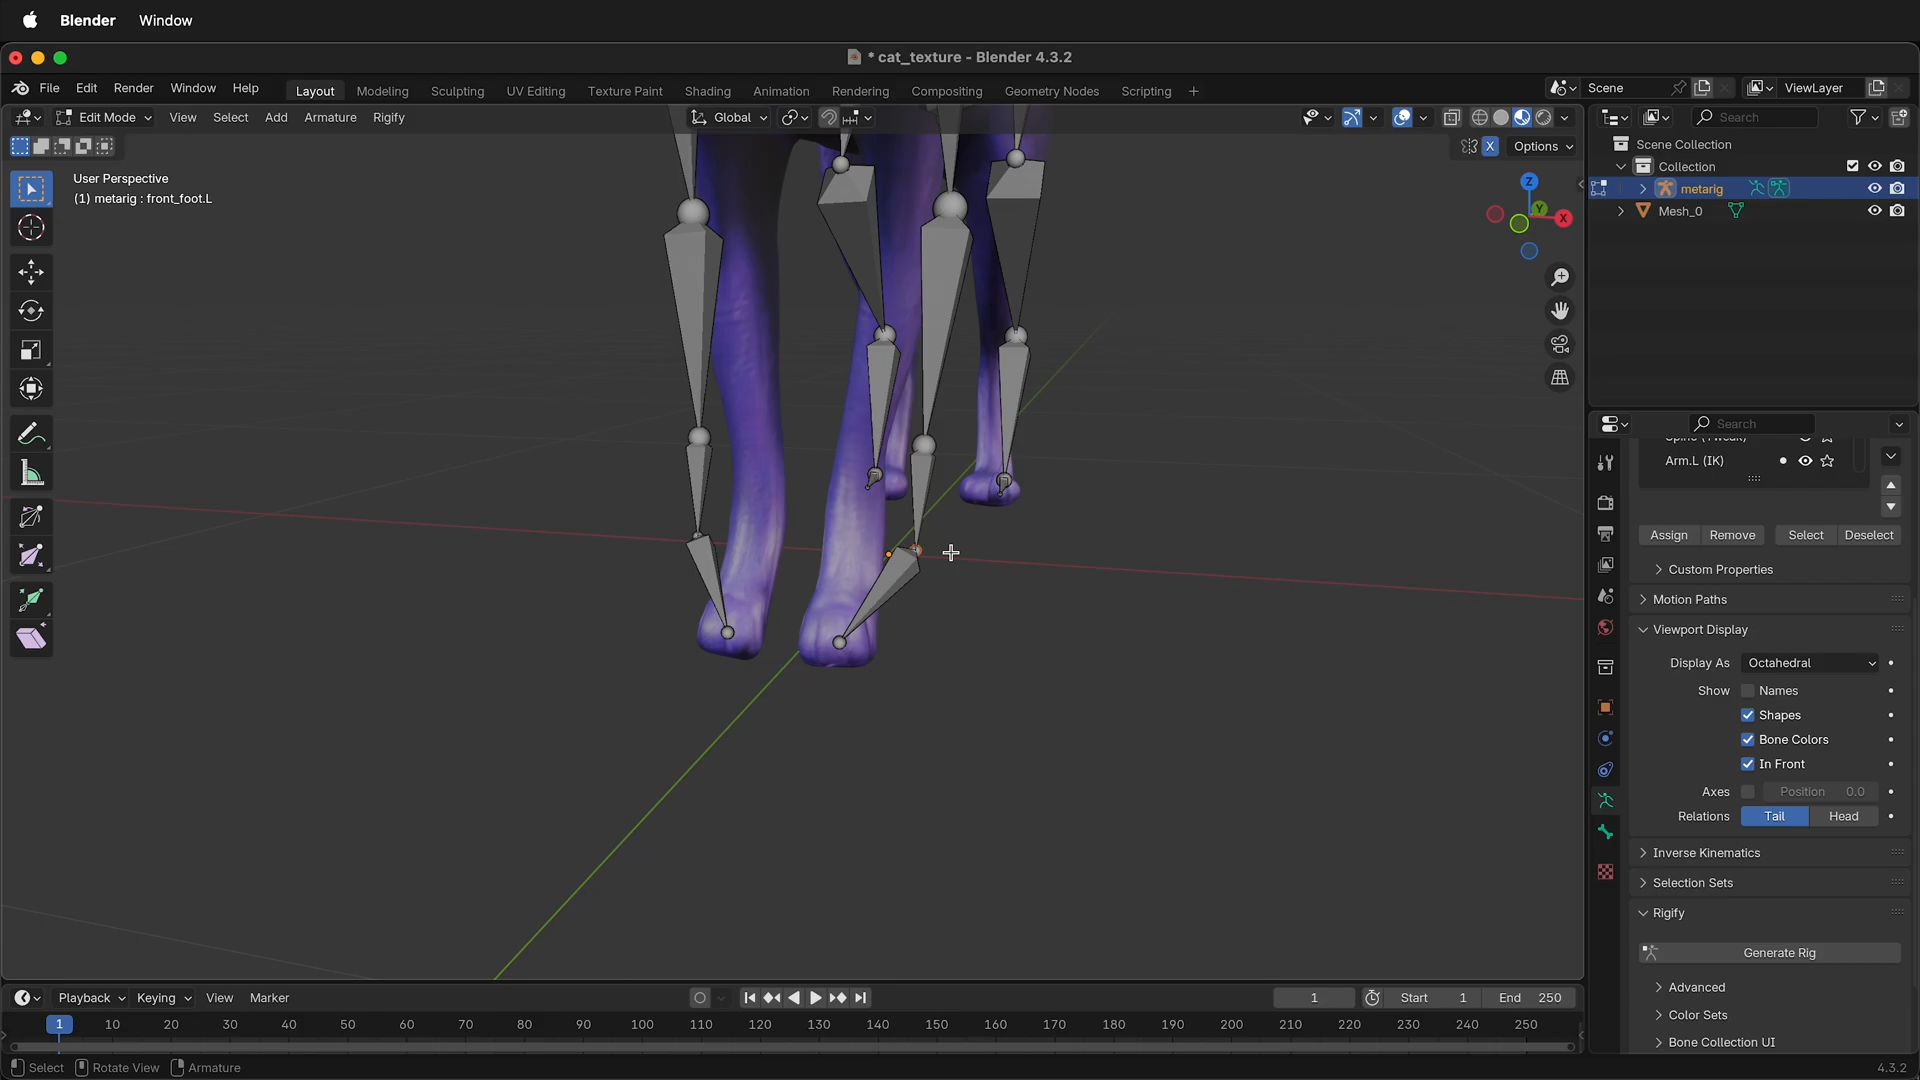 Blender Window
* cat_texture - Blender 4.3.2
File Edit Render Window Help Layout Modeling Sculpting UV Editing Texture Paint Shading Animation Rendering Compositing Geometry Nodes Scripting + Scene ViewLayer
Edit Mode View Select Add Armature Rigify Global Search
X Options
User Perspective
(1) metarig : front_foot.L
Scene Collection
Collection
metarig
Mesh_0
Z
Y
X
Search
Spine (Tweak)
Arm.L (IK)
Assign Remove Select Deselect
Custom Properties
Motion Paths
Viewport Display
Display As Octahedral
Show Names
Shapes
Bone Colors
In Front
Axes Position 0.0
Relations Tail Head
Inverse Kinematics
Selection Sets
Rigify
Generate Rig
Advanced
Color Sets
Bone Collection UI
Playback Keying View Marker 1 Start 1 End 250
1 10 20 30 40 50 60 70 80 90 100 110 120 130 140 150 160 170 180 190 200 210 220 230 240 250
Select Rotate View Armature 4.3.2